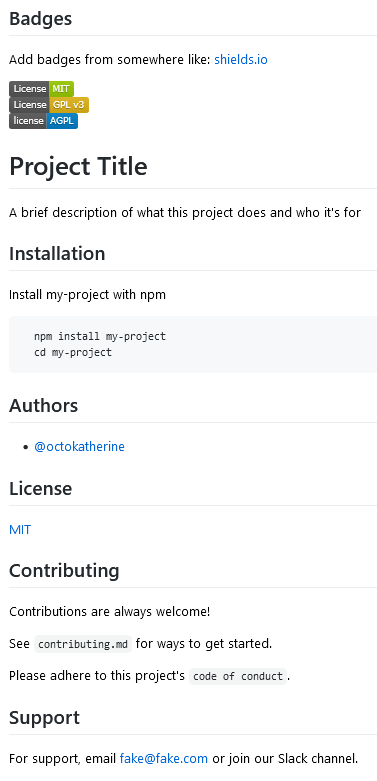 Badges
Add badges from somewhere like: shields.io
License MIT
License GPL v3
license AGPL
Project Title
A brief description of what this project does and who it's for
Installation
Install my-project with npm
npm install my-project
cd my-project
Authors
• @octokatherine
License
MIT
Contributing
Contributions are always welcome!
See contributing.md for ways to get started.
Please adhere to this project's code of conduct.
Support
For support, email fake@fake.com or join our Slack channel.